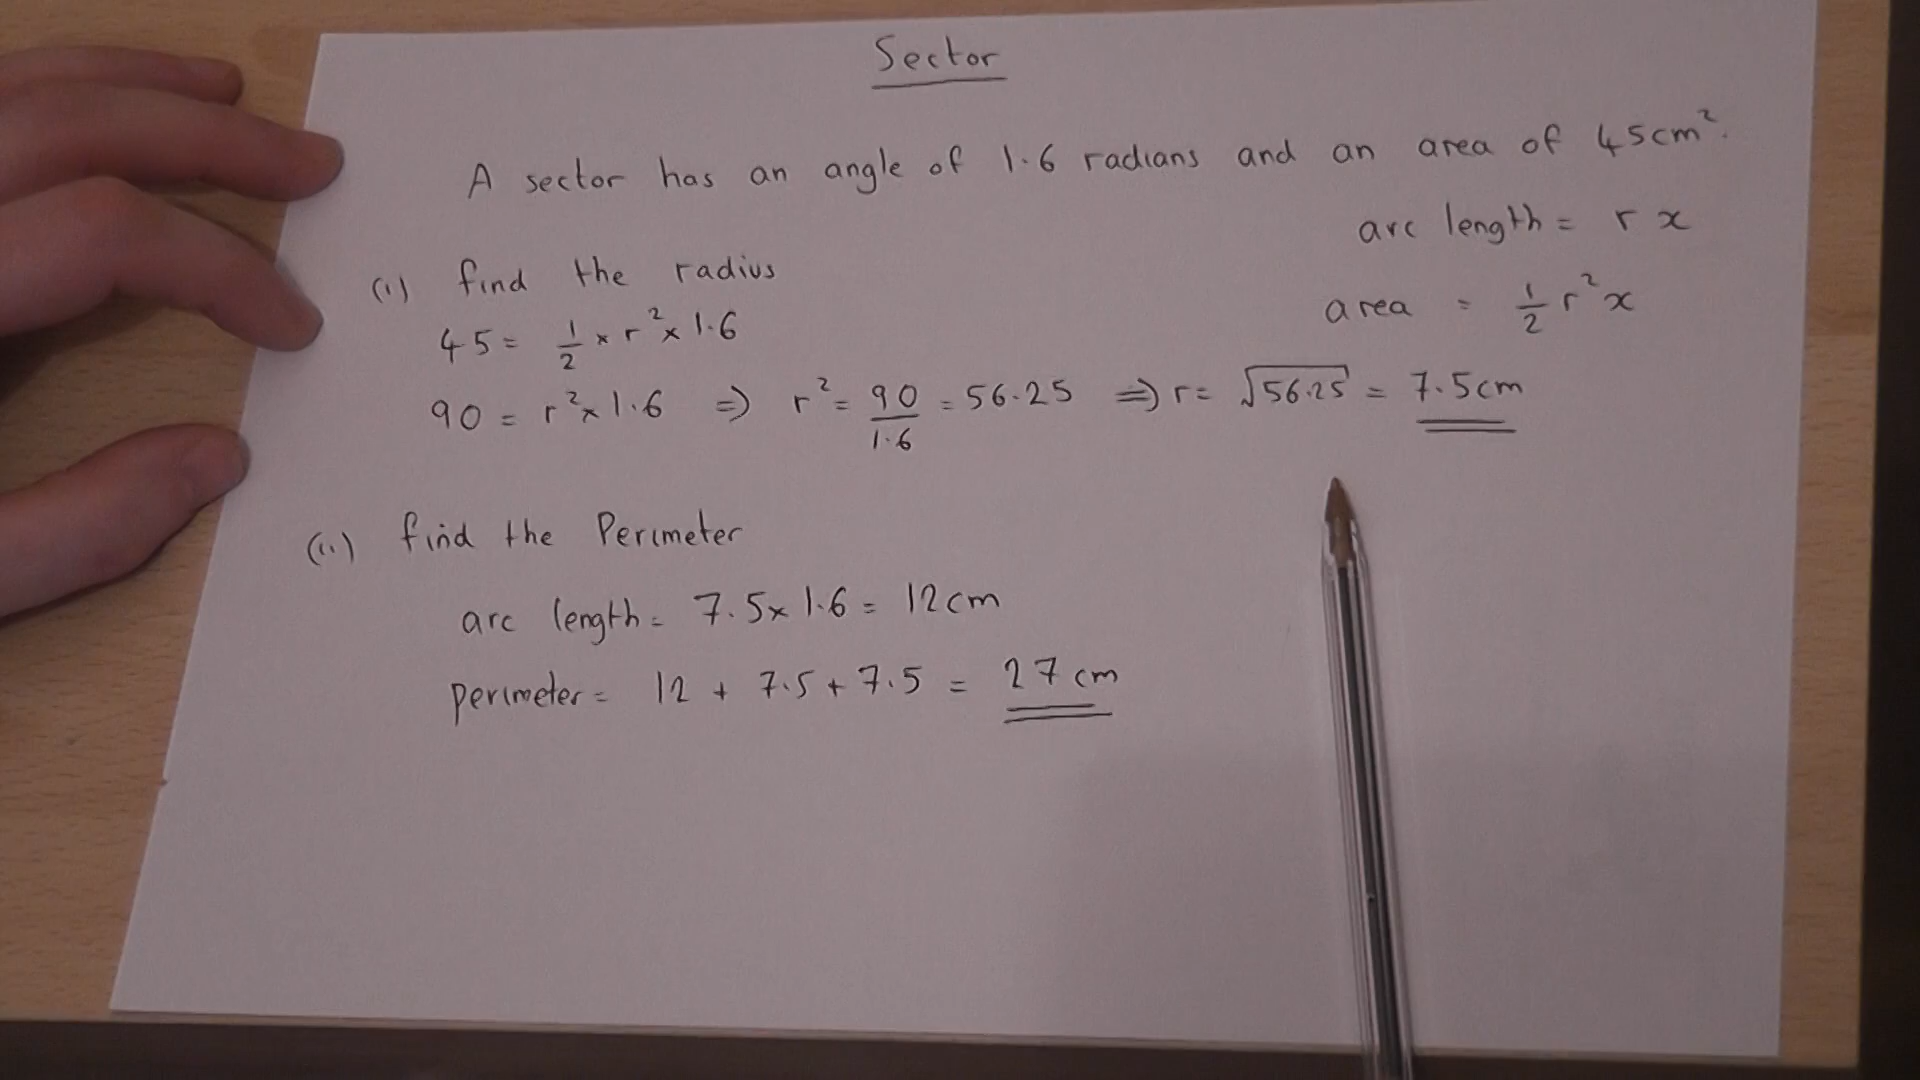 Sector
A sector has an angle of 1.6 radians and an area of 45cm².
arc length = r x
(i) find the radius
area = 1/2 r² x
45 = 1/2 × r² × 1.6
90 = r² × 1.6 ⇒ r² = 90/1.6 = 56.25 ⇒ r = √56.25 = 7.5cm
(ii) find the Perimeter
arc length = 7.5 × 1.6 = 12cm
perimeter = 12 + 7.5 + 7.5 = 27cm